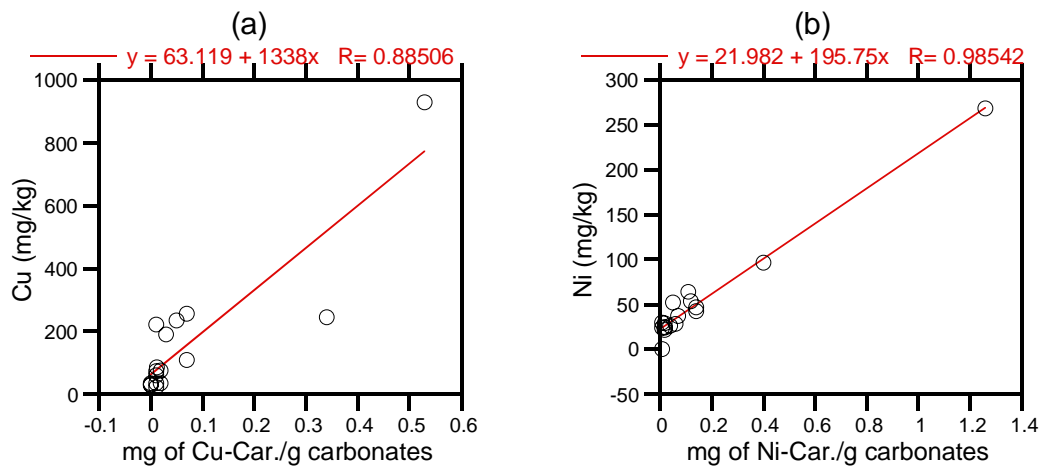 (a)
y = 63.119 + 1338x R= 0.88506
1000
800
600
400
200
0
Cu (mg/kg)
-0.1 0 0.1 0.2 0.3 0.4 0.5 0.6
mg of Cu-Car./g carbonates
(b)
y = 21.982 + 195.75x R= 0.98542
300
250
200
150
100
50
0
-50
Ni (mg/kg)
0 0.2 0.4 0.6 0.8 1 1.2 1.4
mg of Ni-Car./g carbonates